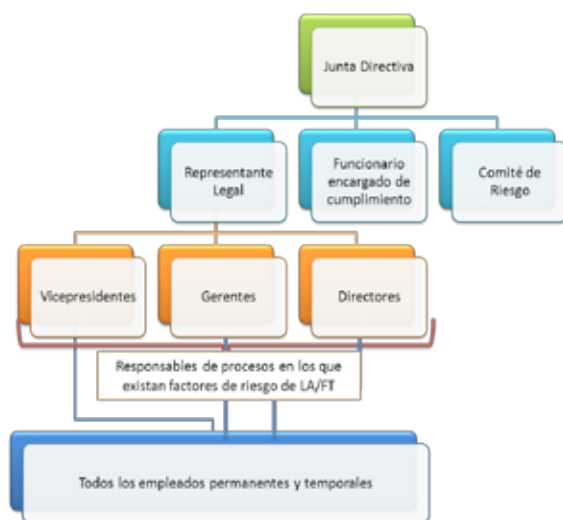 Junta Directiva
Representante
Legal
Funcionario
encargado de
cumplimiento
Comité de
Riesgo
Vicepresidentes
Gerentes
Directores
Responsables de procesos en los que
existan factores de riesgo de LA/FT
Todos los empleados permanentes y temporales